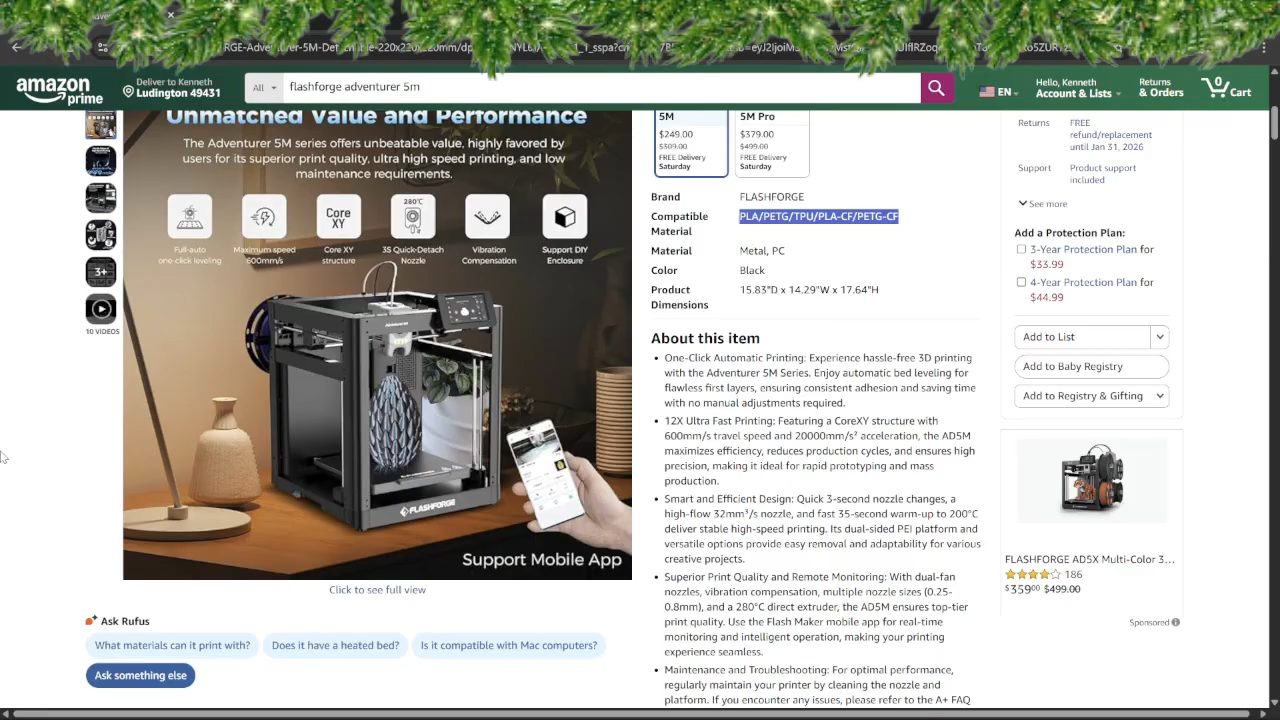 amazon
prime
Deliver to Kenneth
Ludington 49431
All
flashforge adventurer 5m
EN
Hello, Kenneth
Account & Lists
Returns
& Orders
0
Cart
Unmatched Value and Performance
The Adventurer 5M series offers unbeatable value, highly favored by
users for its superior print quality, ultra high speed printing, and low
maintenance requirements.
280℃
Core
XY
Full-auto
one-click leveling
Maximum speed
600mm/s
Core XY
structure
3S Quick-Detach
Nozzle
Vibration
Compensation
Support DIY
Enclosure
3+
10 VIDEOS
FLASHFORGE
Support Mobile App
Click to see full view
Ask Rufus
What materials can it print with?
Does it have a heated bed?
Is it compatible with Mac computers?
Ask something else
5M
$249.00
$309.00
FREE Delivery
Saturday
5M Pro
$379.00
$499.00
FREE Delivery
Saturday
Brand
FLASHFORGE
Compatible
Material
PLA/PETG/TPU/PLA-CF/PETG-CF
Material
Metal, PC
Color
Black
Product
Dimensions
15.83"D x 14.29"W x 17.64"H
About this item
One-Click Automatic Printing: Experience hassle-free 3D printing
with the Adventurer 5M Series. Enjoy automatic bed leveling for
flawless first layers, ensuring consistent adhesion and saving time
with no manual adjustments required.
12X Ultra Fast Printing: Featuring a CoreXY structure with
600mm/s travel speed and 20000mm/s² acceleration, the AD5M
maximizes efficiency, reduces production cycles, and ensures high
precision, making it ideal for rapid prototyping and mass
production.
Smart and Efficient Design: Quick 3-second nozzle changes, a
high-flow 32mm³/s nozzle, and fast 35-second warm-up to 200°C
deliver stable high-speed printing. Its dual-sided PEI platform and
versatile options provide easy removal and adaptability for various
creative projects.
Superior Print Quality and Remote Monitoring: With dual-fan
nozzles, vibration compensation, multiple nozzle sizes (0.25-
0.8mm), and a 280°C direct extruder, the AD5M ensures top-tier
print quality. Use the Flash Maker mobile app for real-time
monitoring and intelligent operation, making your printing
experience seamless.
Maintenance and Troubleshooting: For optimal performance,
regularly maintain your printer by cleaning the nozzle and
platform. If you encounter any issues, please refer to the A+ FAQ
Returns
FREE
refund/replacement
until Jan 31, 2026
Support
Product support
included
See more
Add a Protection Plan:
3-Year Protection Plan for
$33.99
4-Year Protection Plan for
$44.99
Add to List
Add to Baby Registry
Add to Registry & Gifting
FLASHFORGE AD5X Multi-Color 3...
186
$359⁰⁰ $499.00
Sponsored